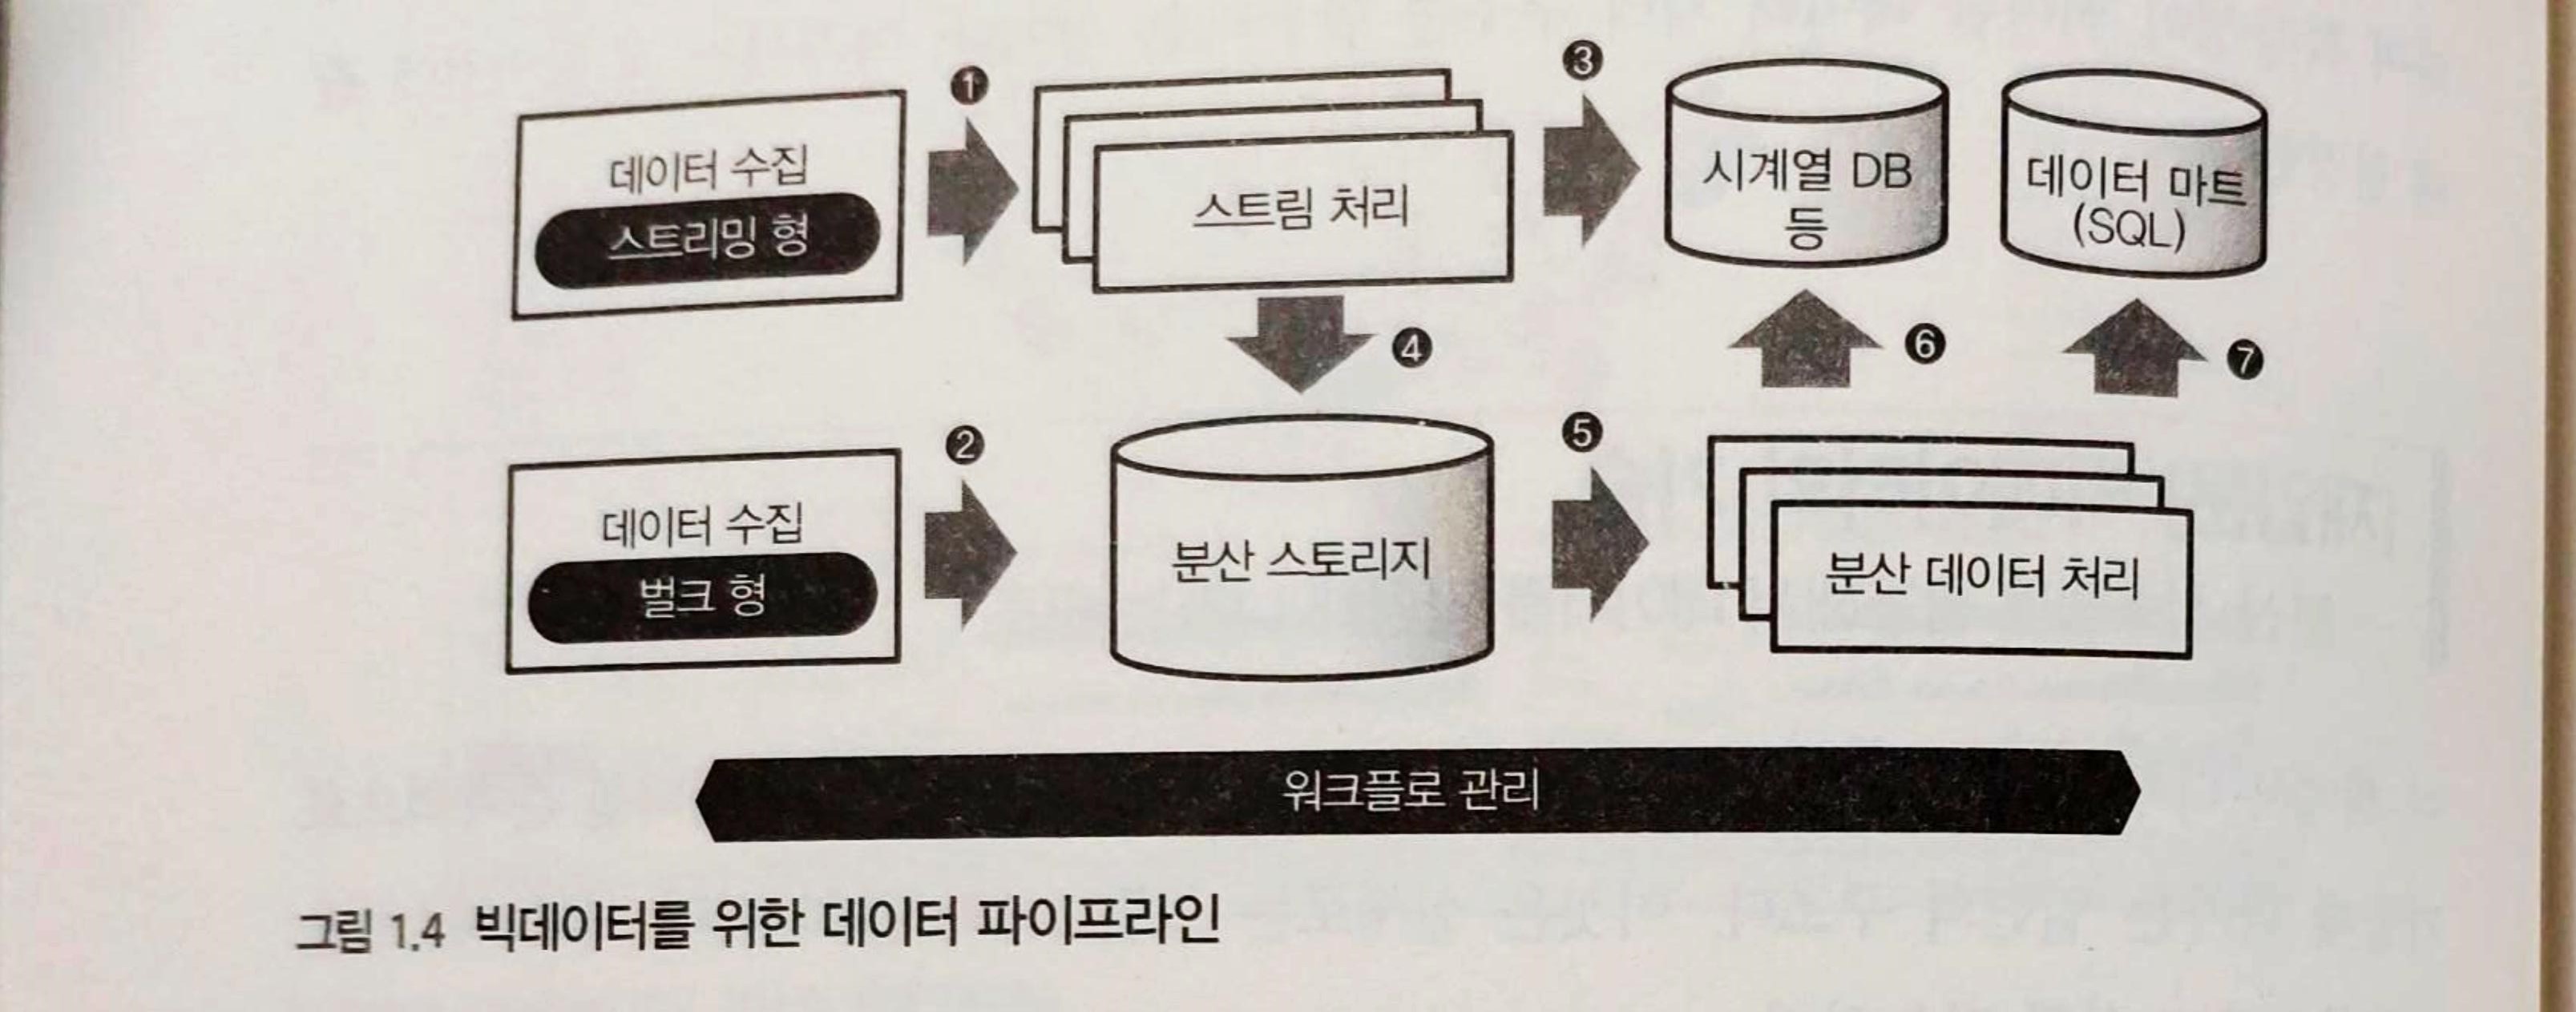 ❶
❸
데이터 수집
스트리밍 형
스트림 처리
시계열 DB
등
데이터 마트
(SQL)
❹
❻
❼
❷
❺
데이터 수집
벌크 형
분산 스토리지
분산 데이터 처리
워크플로 관리
그림 1.4 빅데이터를 위한 데이터 파이프라인